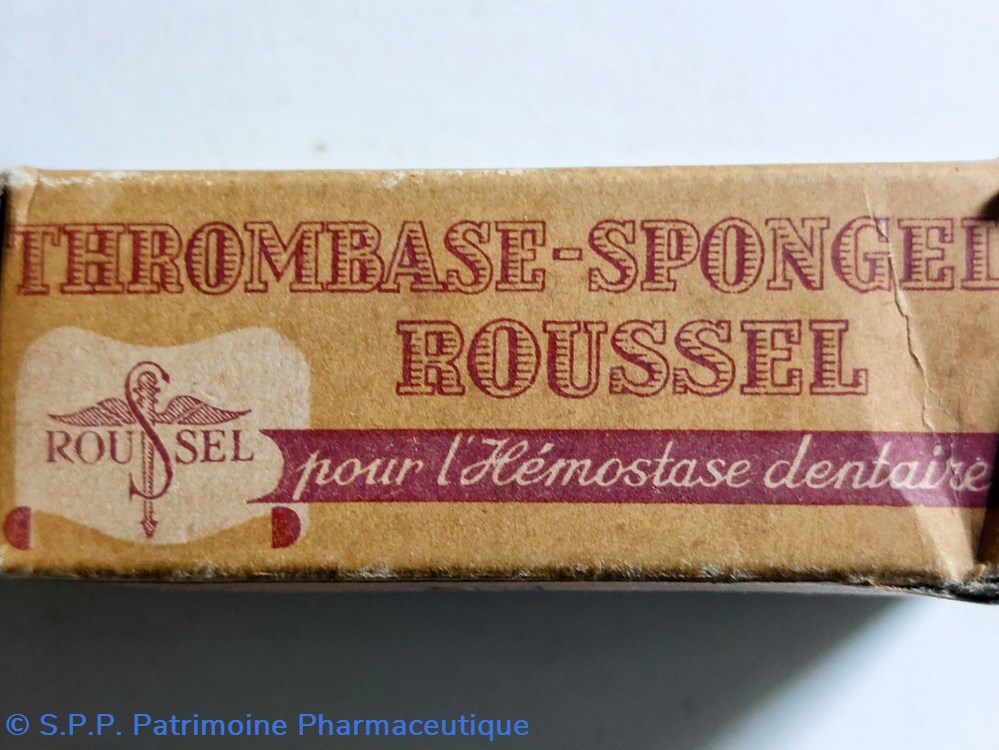 THROMBASE-SPONGEL
ROUSSEL
ROUSSEL
pour l'Hémostase dentaire
© S.P.P. Patrimoine Pharmaceutique